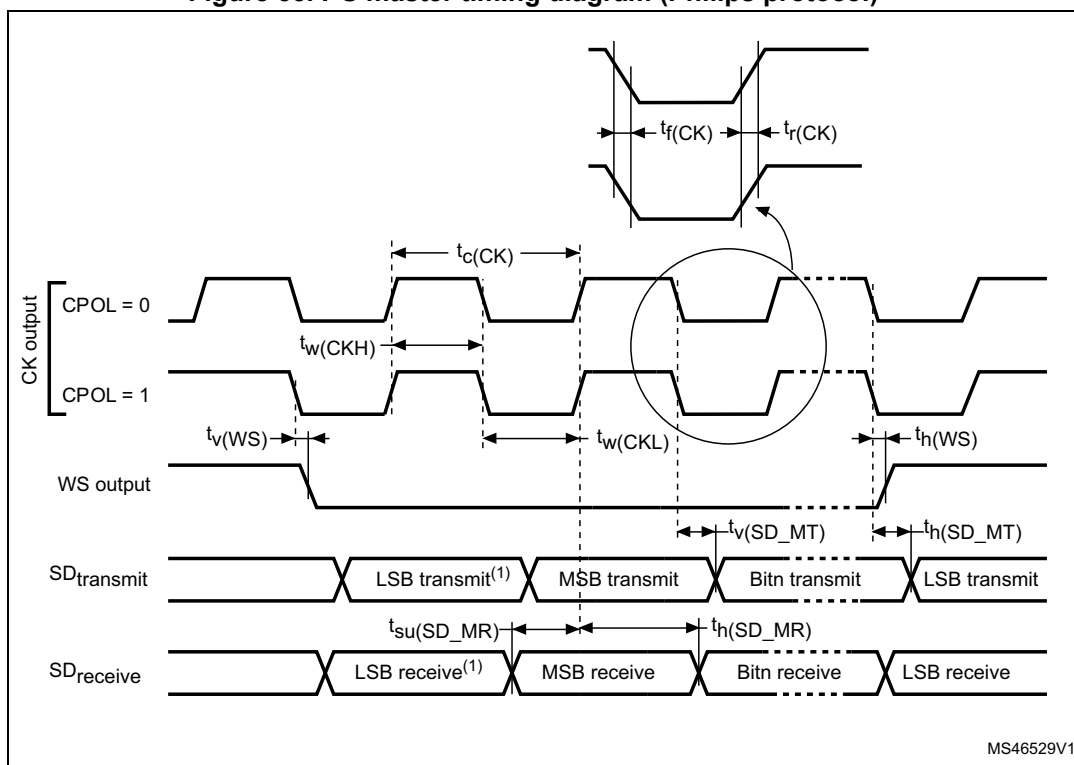 Figure master timing diagram (Philips protocol)
tf(CK)
tr(CK)
tc(CK)
CK output
CPOL = 0
tw(CKH)
CPOL = 1
tv(WS)
tw(CKL)
th(WS)
WS output
tv(SD_MT)
th(SD_MT)
SDtransmit
LSB transmit(1)
MSB transmit
Bitn transmit
LSB transmit
tsu(SD_MR)
th(SD_MR)
SDreceive
LSB receive(1)
MSB receive
Bitn receive
LSB receive
MS46529V1